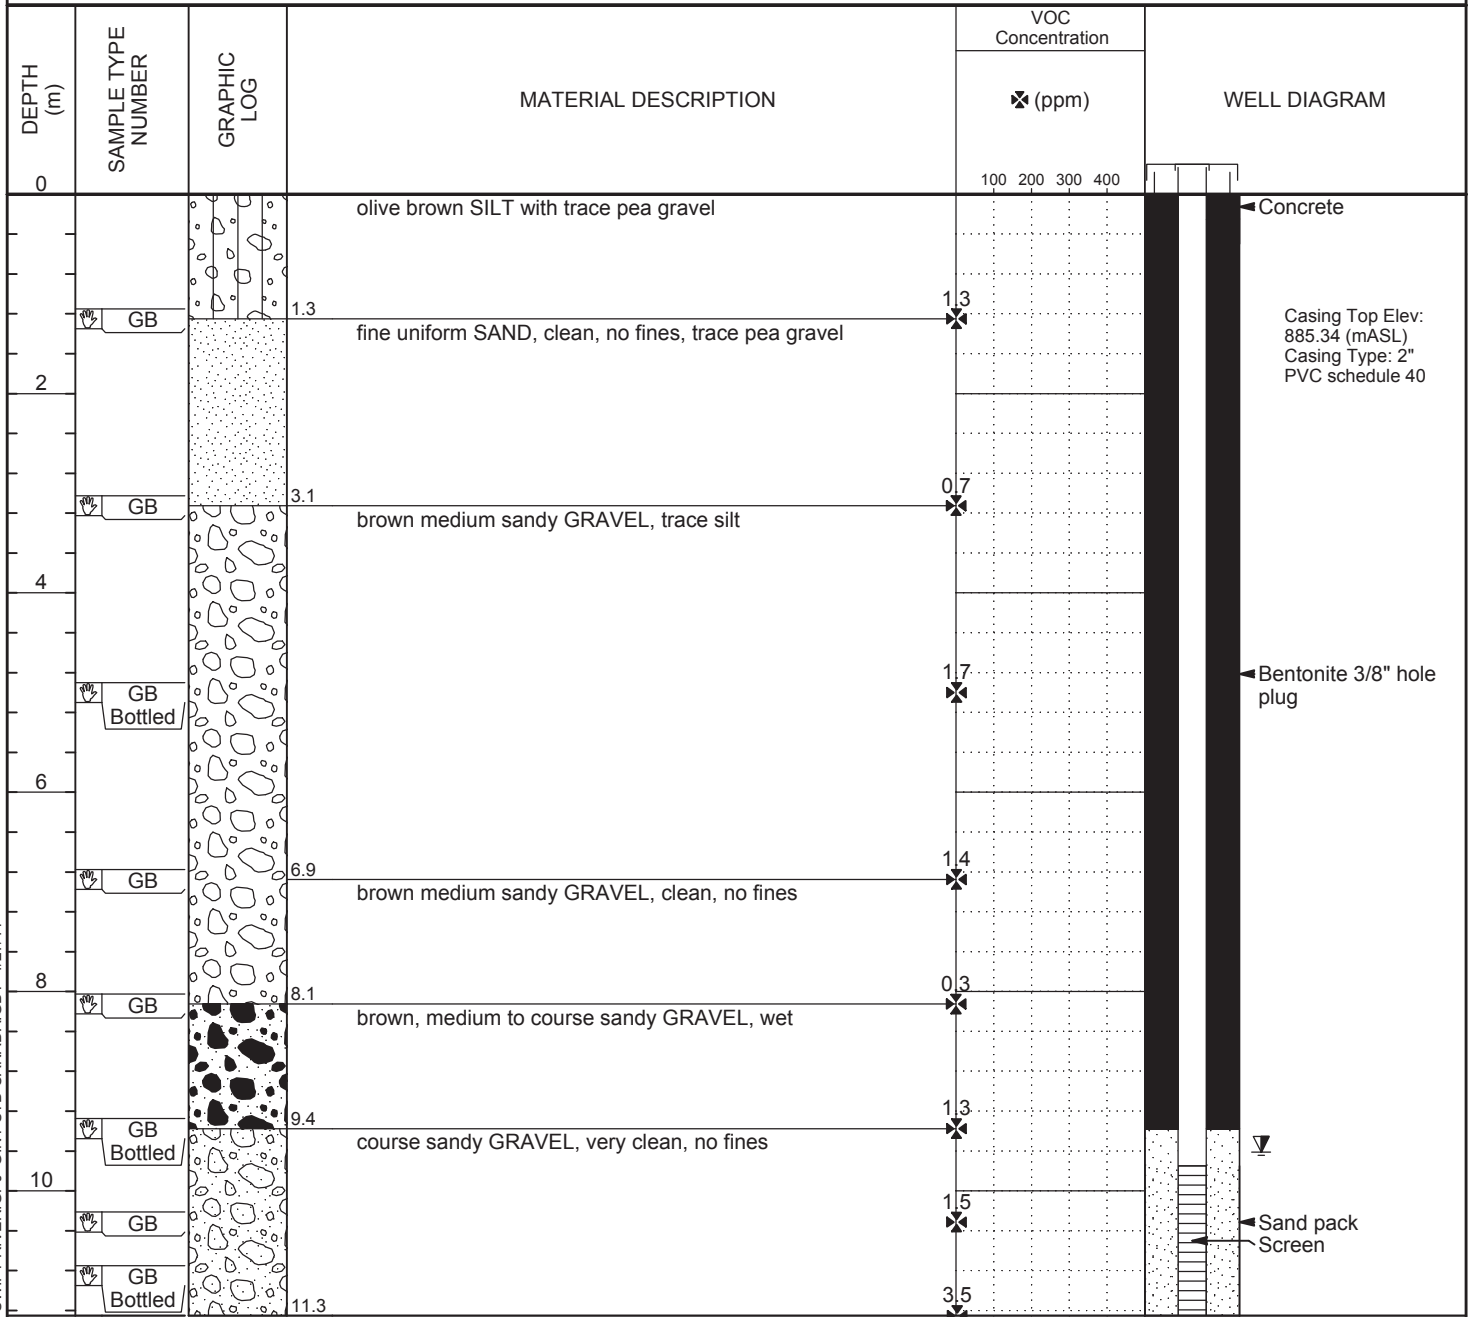 DEPTH
(m)
SAMPLE TYPE
NUMBER
GRAPHIC
LOG
MATERIAL DESCRIPTION
VOC
Concentration
(ppm)
WELL DIAGRAM
0
100 200 300 400
olive brown SILT with trace pea gravel
Concrete
1.3
1.3
GB
fine uniform SAND, clean, no fines, trace pea gravel
Casing Top Elev:
885.34 (mASL)
Casing Type: 2"
PVC schedule 40
2
3.1
0.7
GB
brown medium sandy GRAVEL, trace silt
4
1.7
GB
Bottled
Bentonite 3/8" hole
plug
6
6.9
1.4
GB
brown medium sandy GRAVEL, clean, no fines
8
8.1
0.3
GB
brown, medium to course sandy GRAVEL, wet
9.4
1.3
GB
Bottled
course sandy GRAVEL, very clean, no fines
10
1.5
GB
Sand pack
Screen
GB
Bottled
11.3
3.5